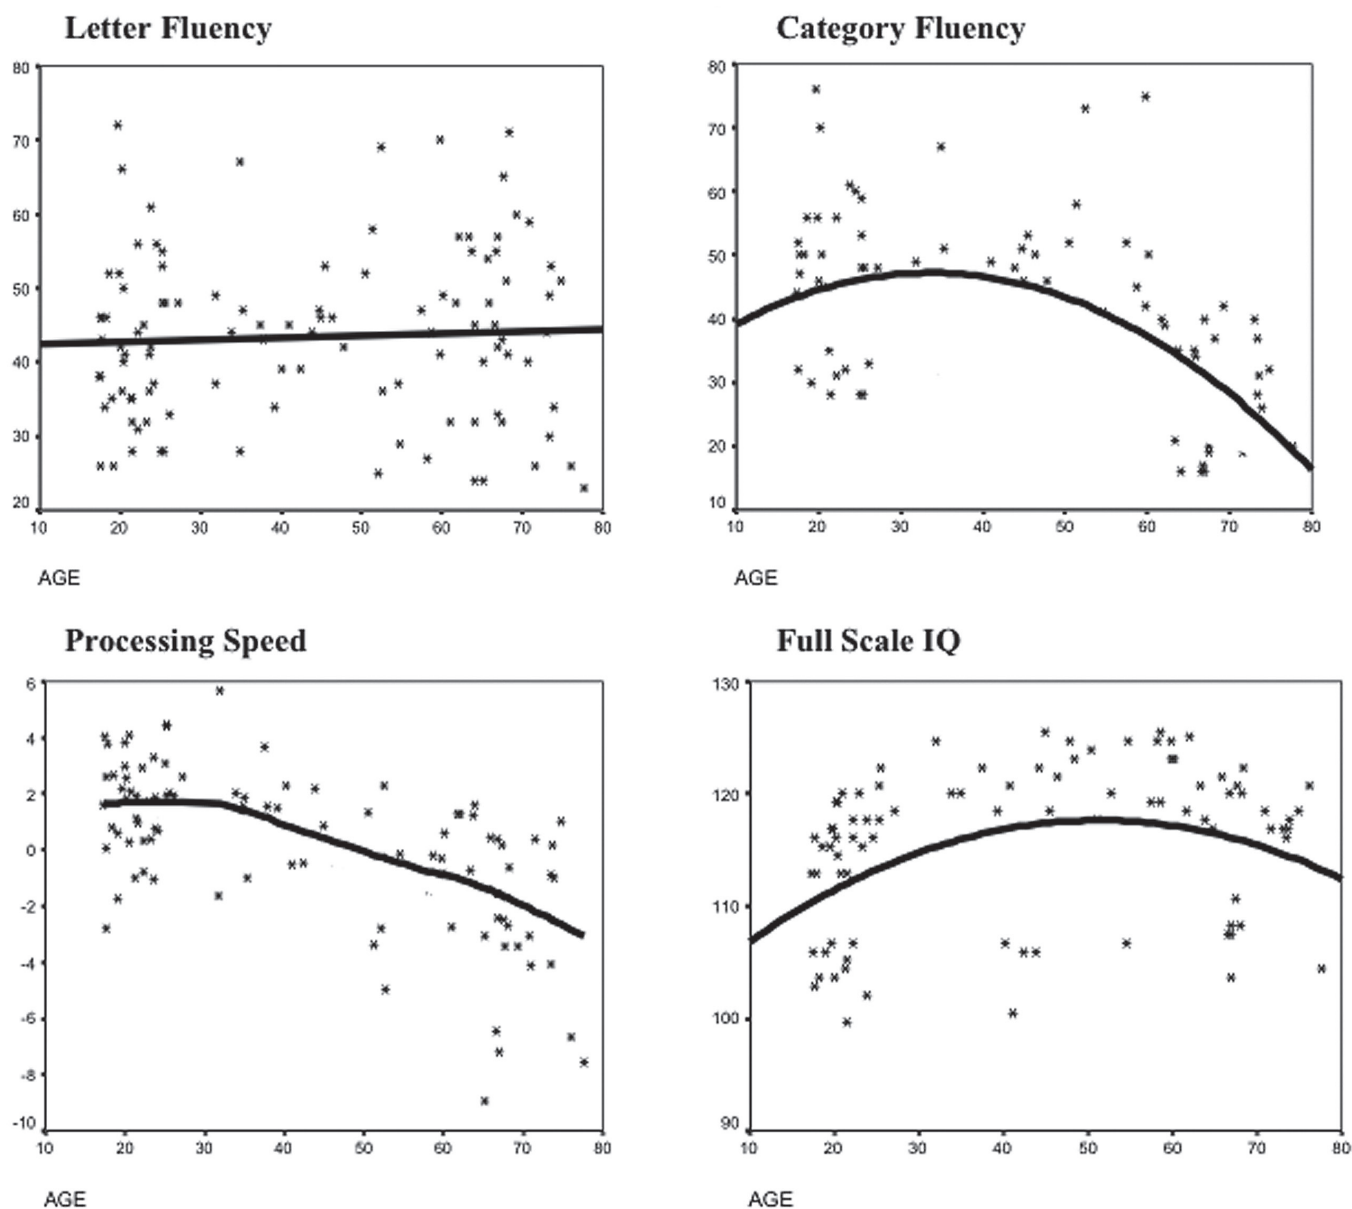 Letter Fluency
Category Fluency
80
70
60
50
40
30
20
10 20 30 40 50 60 70 80
AGE
80
70
60
50
40
30
20
10
10 20 30 40 50 60 70 80
AGE
Processing Speed
Full Scale IQ
6
4
2
0
-2
-4
-6
-8
-10
10 20 30 40 50 60 70 80
AGE
130
120
110
100
90
10 20 30 40 50 60 70 80
AGE